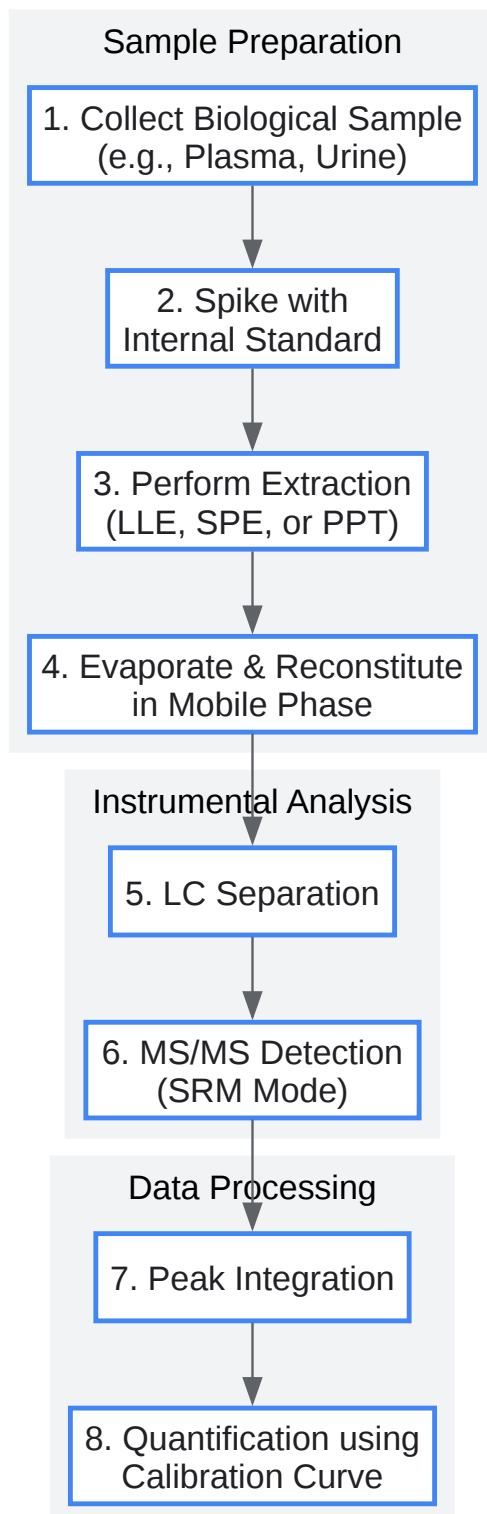 Sample Preparation
1. Collect Biological Sample
(e.g., Plasma, Urine)
2. Spike with
Internal Standard
3. Perform Extraction
(LLE, SPE, or PPT)
4. Evaporate & Reconstitute
in Mobile Phase
Instrumental Analysis
5. LC Separation
6. MS/MS Detection
(SRM Mode)
Data Processing
7. Peak Integration
8. Quantification using
Calibration Curve